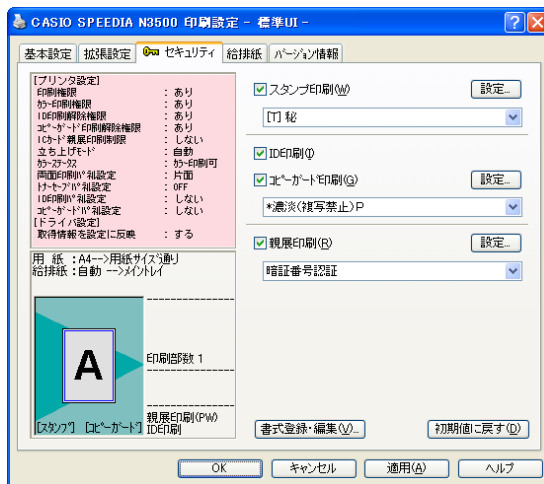 CASIO SPEEDIA N3500 印刷設定 - 標準UI -
基本設定 拡張設定 セキュリティ 給排紙 バージョン情報
[プリンタ設定]
印刷権限 : あり
カラー印刷権限 : あり
ID印刷解除権限 : あり
コピーガード印刷解除権限 : あり
ICカード親展印刷制限 : しない
立ち上げモード : 自動
カラーステータス : カラー印刷可
両面印刷パネル設定 : 片面
トナーセーブパネル設定 : OFF
ID印刷パネル設定 : しない
コピーガードパネル設定 : しない
[ドライバ設定]
取得情報を設定に反映 : する
用 紙 : A4-->用紙サイズ通り
給排紙 : 自動 -->メイントレイ
A
印刷部数 1
親展印刷(PW)
[スタンプ] [コピーガード] ID印刷
スタンプ印刷(W) 設定...
[T] 秘
ID印刷(I)
コピーガード印刷(G) 設定...
*濃淡(複写禁止)P
親展印刷(R) 設定...
暗証番号認証
書式登録・編集(V)... 初期値に戻す(D)
OK キャンセル 適用(A) ヘルプ